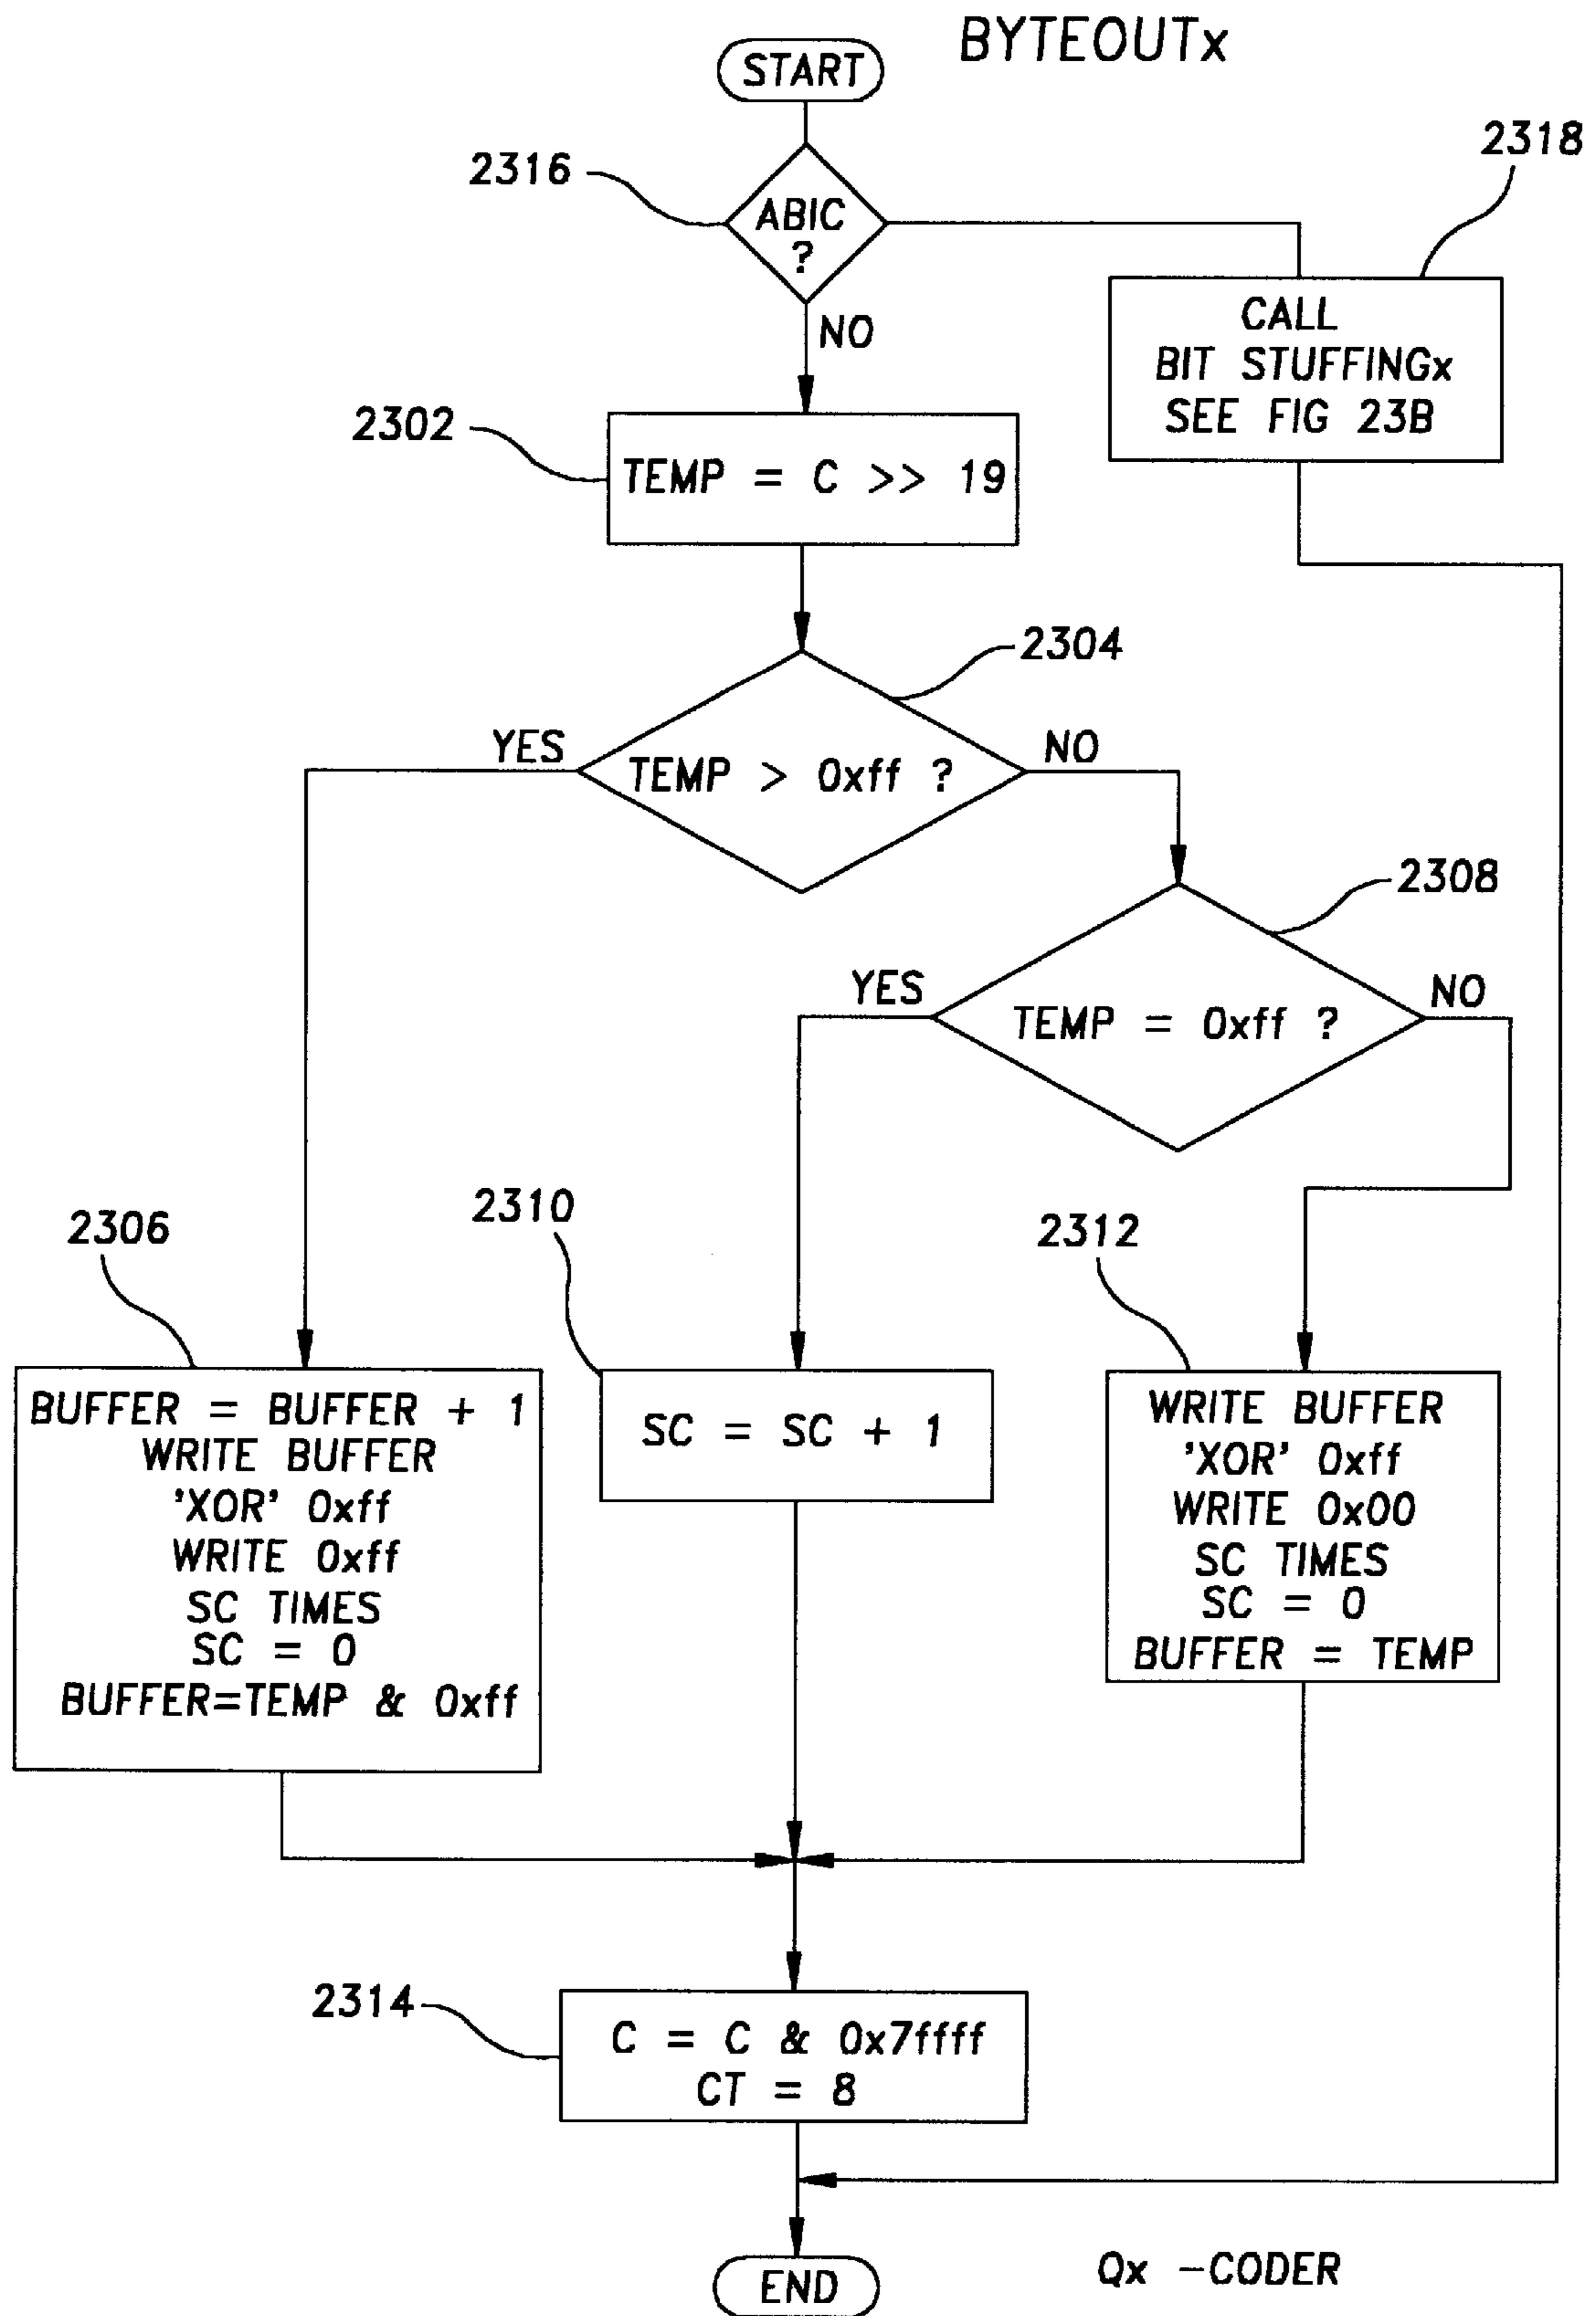 BYTEOUTx
START
2316
2318
ABIC
?
NO
CALL
BIT STUFFINGx
SEE FIG 23B
2302
TEMP = C >> 19
2304
YES
NO
TEMP > 0xff ?
2308
YES
NO
TEMP = 0xff ?
2306
2310
2312
BUFFER = BUFFER + 1
WRITE BUFFER
'XOR' 0xff
WRITE 0xff
SC TIMES
SC = 0
BUFFER=TEMP & 0xff
SC = SC + 1
WRITE BUFFER
'XOR' 0xff
WRITE 0x00
SC TIMES
SC = 0
BUFFER = TEMP
2314
C = C & 0x7ffff
CT = 8
END
Qx -CODER